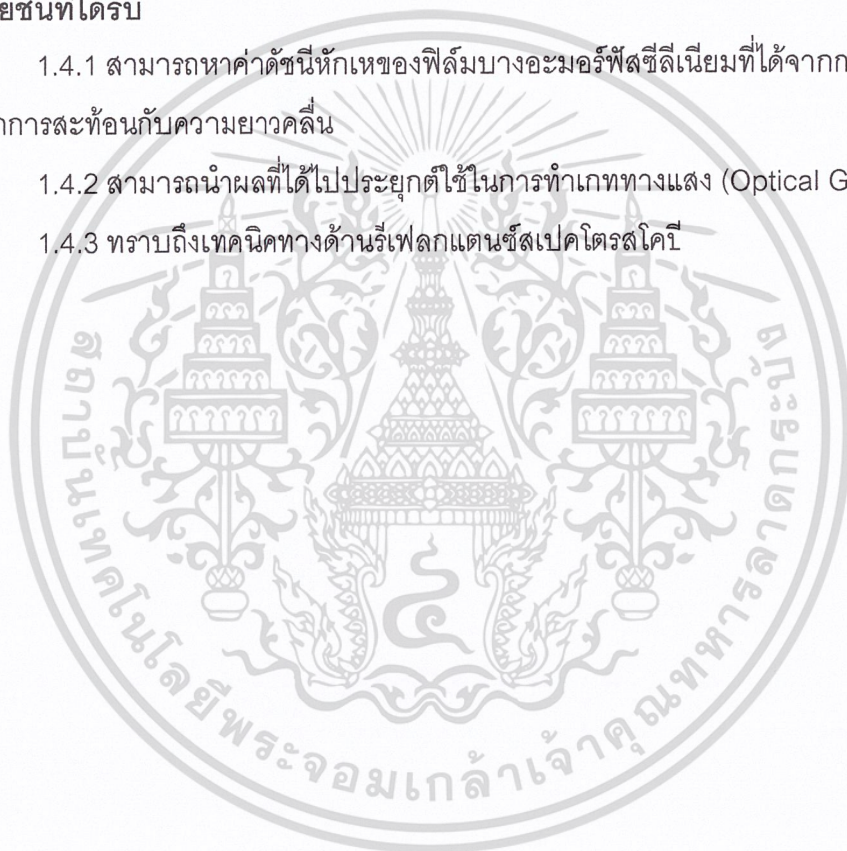 ยชน์ที่ได้รับ
1.4.1 สามารถหาค่าดัชนีหักเหของฟิล์มบางอะมอร์ฟัสซีลีเนียมที่ได้จากก
าการสะท้อนกับความยาวคลื่น
1.4.2 สามารถนำผลที่ได้ไปประยุกต์ใช้ในการทำเกททางแสง (Optical G
1.4.3 ทราบถึงเทคนิคทางด้านรีเฟลกแตนซ์สเปคโตรสโคปี
สถาบันเทคโนโลยีพระจอมเกล้าเจ้าคุณทหารลาดกระบัง
๔